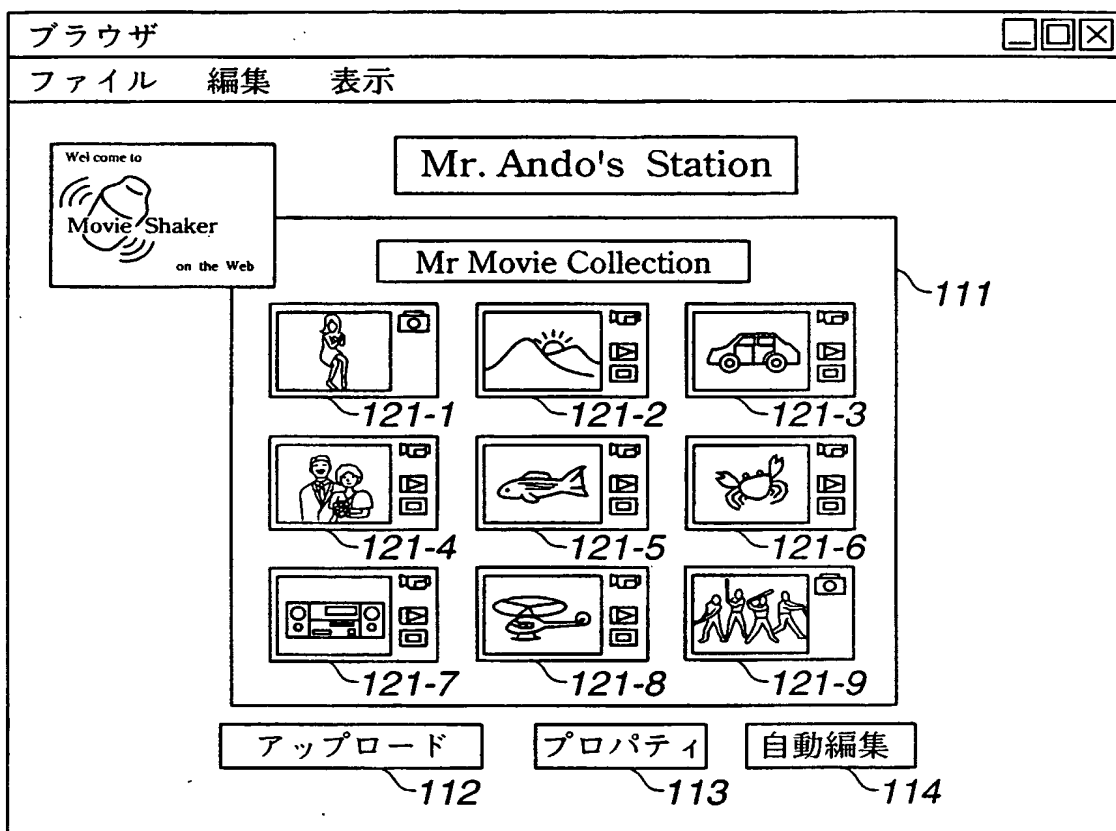 ブラウザ
ファイル 編集 表示
Welcome to
Movie Shaker
on the Web
Mr. Ando's Station
Mr Movie Collection
111
121-1 121-2 121-3
121-4 121-5 121-6
121-7 121-8 121-9
アップロード プロパティ 自動編集
112 113 114